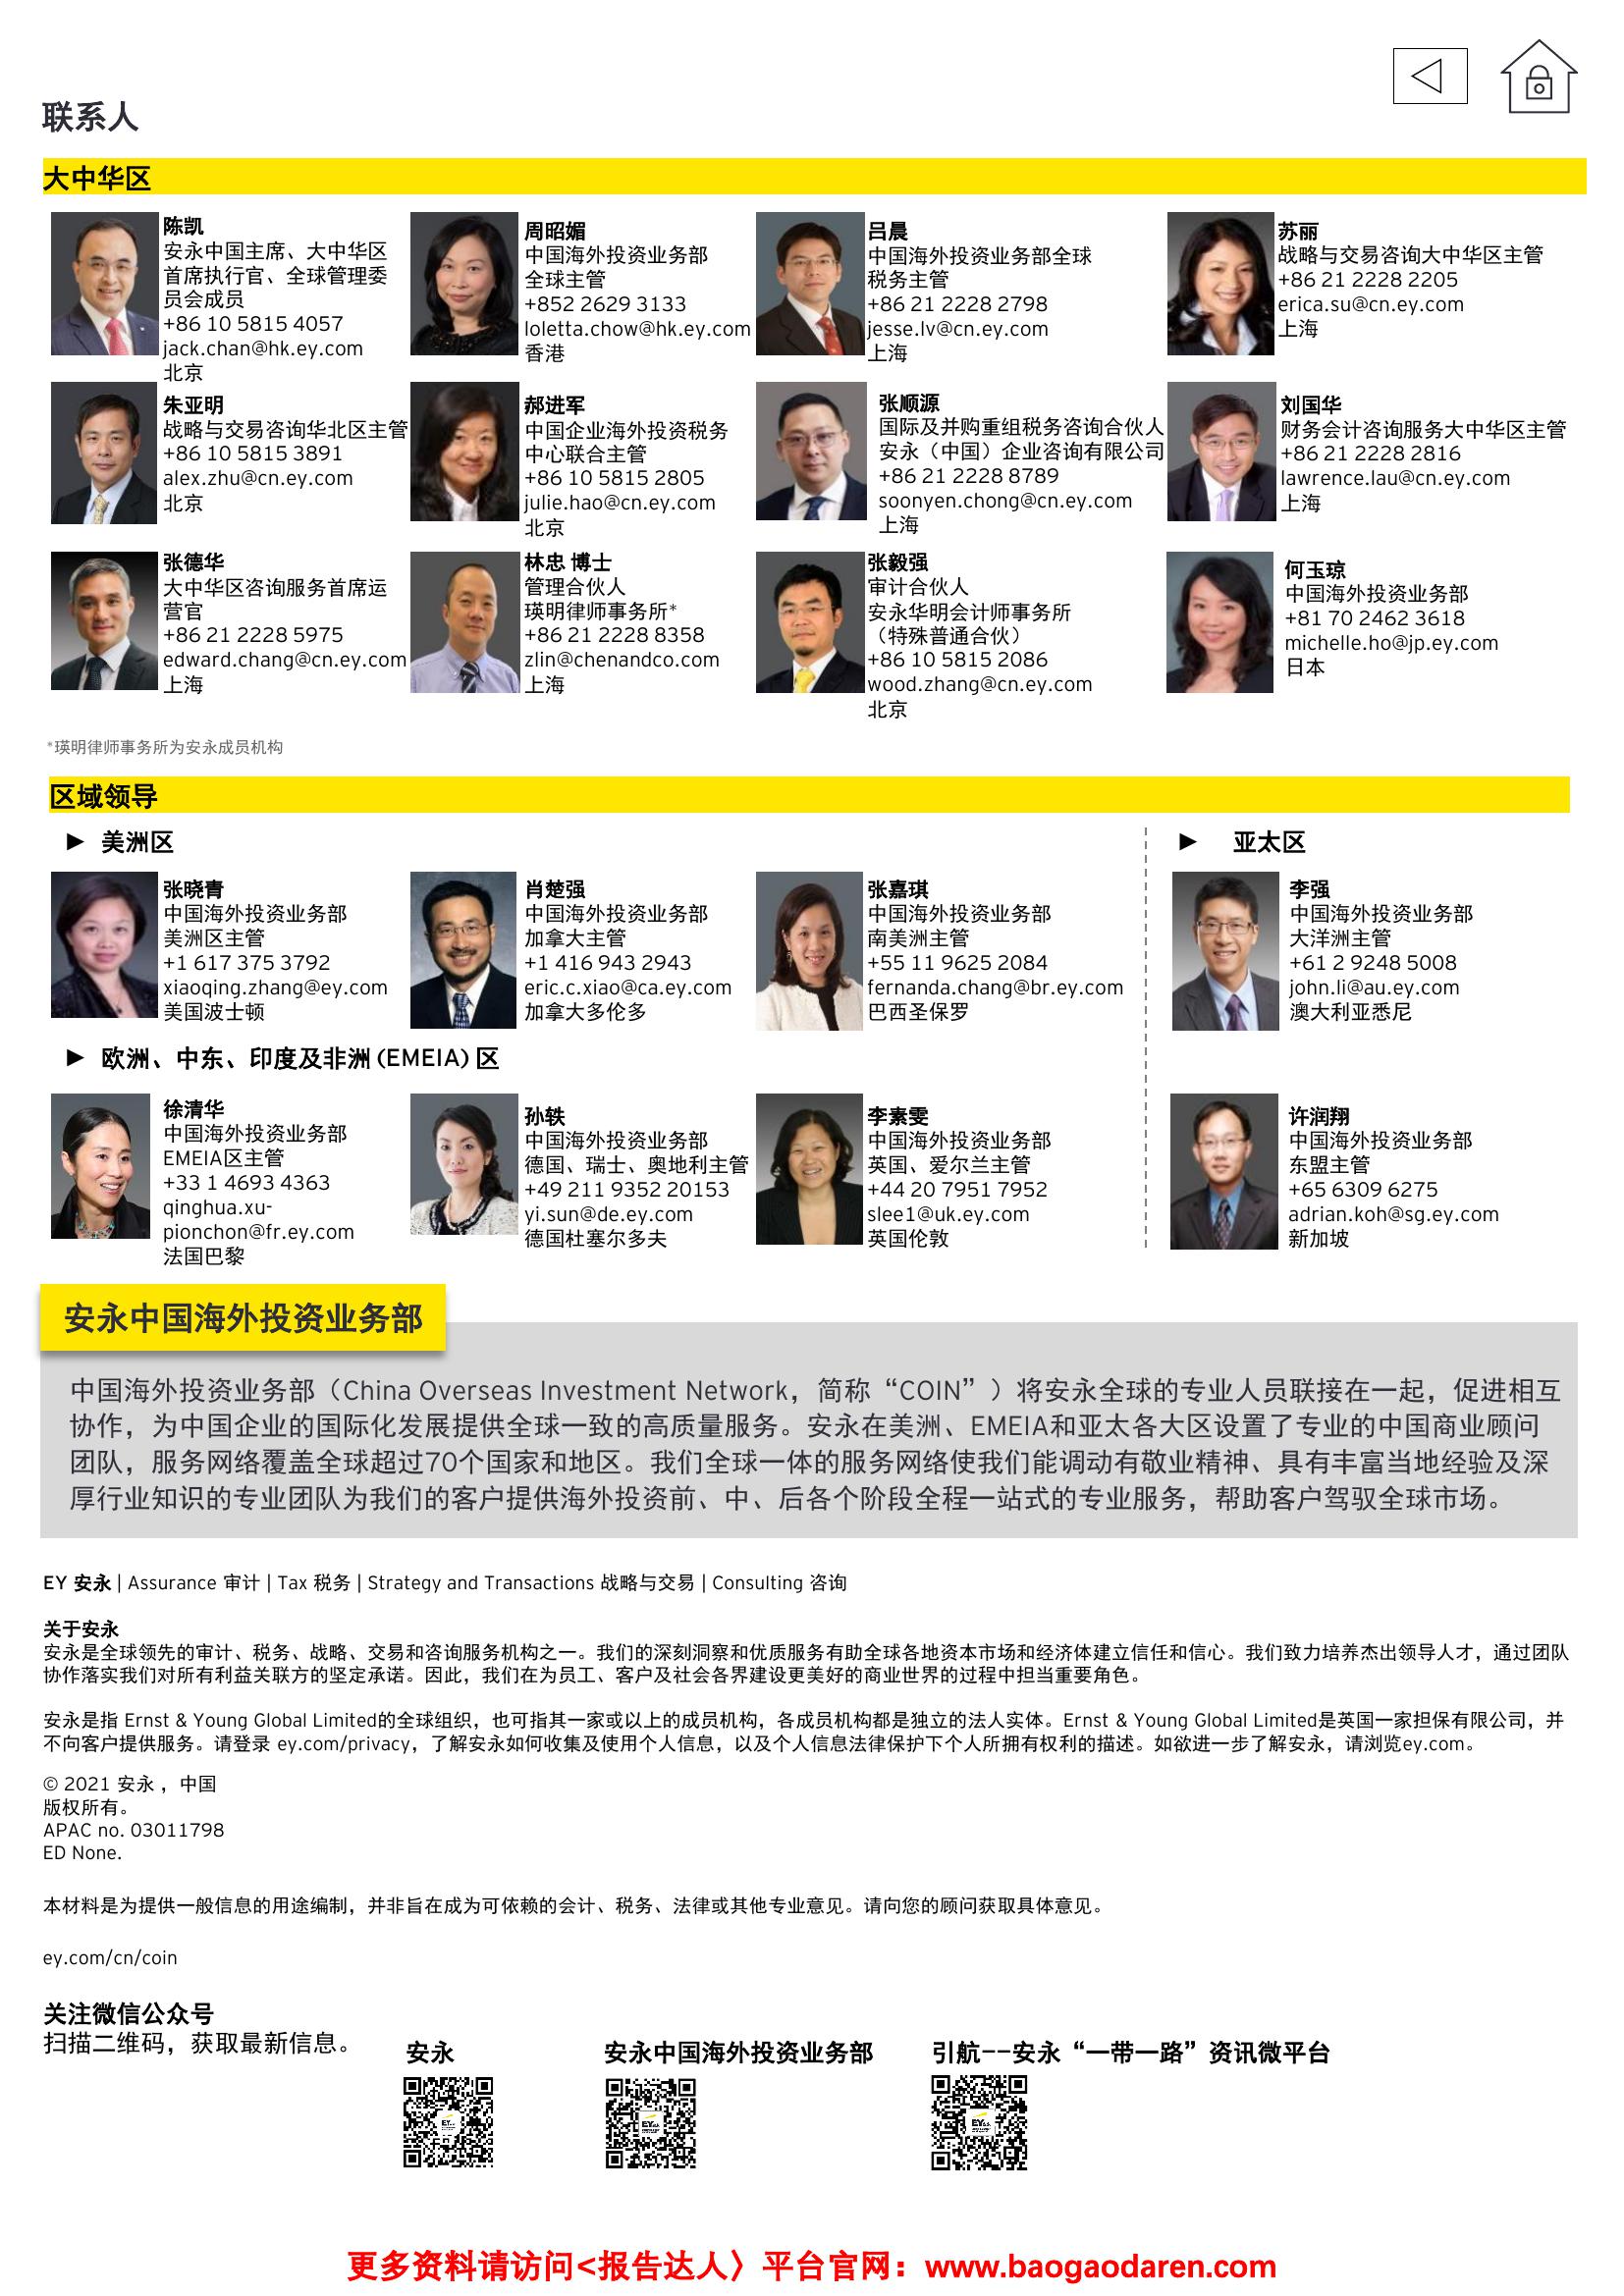 联系人
大中华区
陈凯
安永中国主席、大中华区
首席执行官、全球管理委
员会成员
+86 10 5815 4057
jack.chan@hk.ey.com
北京
周昭媚
中国海外投资业务部
全球主管
+852 2629 3133
loletta.chow@hk.ey.com
香港
吕晨
中国海外投资业务部全球
税务主管
+86 21 2228 2798
jesse.lv@cn.ey.com
上海
苏丽
战略与交易咨询大中华区主管
+86 21 2228 2205
erica.su@cn.ey.com
上海
朱亚明
战略与交易咨询华北区主管
+86 10 5815 3891
alex.zhu@cn.ey.com
北京
郝进军
中国企业海外投资税务
中心联合主管
+86 10 5815 2805
julie.hao@cn.ey.com
北京
张顺源
国际及并购重组税务咨询合伙人
安永（中国）企业咨询有限公司
+86 21 2228 8789
soonyen.chong@cn.ey.com
上海
刘国华
财务会计咨询服务大中华区主管
+86 21 2228 2816
lawrence.lau@cn.ey.com
上海
张德华
大中华区咨询服务首席运
营官
+86 21 2228 5975
edward.chang@cn.ey.com
上海
林忠 博士
管理合伙人
瑛明律师事务所*
+86 21 2228 8358
zlin@chenandco.com
上海
张毅强
审计合伙人
安永华明会计师事务所
（特殊普通合伙）
+86 10 5815 2086
wood.zhang@cn.ey.com
北京
何玉琼
中国海外投资业务部
+81 70 2462 3618
michelle.ho@jp.ey.com
日本
*瑛明律师事务所为安永成员机构
区域领导
► 美洲区
张晓青
中国海外投资业务部
美洲区主管
+1 617 375 3792
xiaoqing.zhang@ey.com
美国波士顿
肖楚强
中国海外投资业务部
加拿大主管
+1 416 943 2943
eric.c.xiao@ca.ey.com
加拿大多伦多
张嘉琪
中国海外投资业务部
南美洲主管
+55 11 9625 2084
fernanda.chang@br.ey.com
巴西圣保罗
► 亚太区
李强
中国海外投资业务部
大洋洲主管
+61 2 9248 5008
john.li@au.ey.com
澳大利亚悉尼
► 欧洲、中东、印度及非洲 (EMEIA) 区
徐清华
中国海外投资业务部
EMEIA区主管
+33 1 4693 4363
qinghua.xu-
pionchon@fr.ey.com
法国巴黎
孙轶
中国海外投资业务部
德国、瑞士、奥地利主管
+49 211 9352 20153
yi.sun@de.ey.com
德国杜塞尔多夫
李素雯
中国海外投资业务部
英国、爱尔兰主管
+44 20 7951 7952
slee1@uk.ey.com
英国伦敦
许润翔
中国海外投资业务部
东盟主管
+65 6309 6275
adrian.koh@sg.ey.com
新加坡
安永中国海外投资业务部
中国海外投资业务部（China Overseas Investment Network，简称“COIN”）将安永全球的专业人员联接在一起，促进相互
协作，为中国企业的国际化发展提供全球一致的高质量服务。安永在美洲、EMEIA和亚太各大区设置了专业的中国商业顾问
团队，服务网络覆盖全球超过70个国家和地区。我们全球一体的服务网络使我们能调动有敬业精神、具有丰富当地经验及深
厚行业知识的专业团队为我们的客户提供海外投资前、中、后各个阶段全程一站式的专业服务，帮助客户驾驭全球市场。
EY 安永 | Assurance 审计 | Tax 税务 | Strategy and Transactions 战略与交易 | Consulting 咨询
关于安永
安永是全球领先的审计、税务、战略、交易和咨询服务机构之一。我们的深刻洞察和优质服务有助全球各地资本市场和经济体建立信任和信心。我们致力培养杰出领导人才，通过团队
协作落实我们对所有利益关联方的坚定承诺。因此，我们在为员工、客户及社会各界建设更美好的商业世界的过程中担当重要角色。
安永是指 Ernst & Young Global Limited的全球组织，也可指其一家或以上的成员机构，各成员机构都是独立的法人实体。Ernst & Young Global Limited是英国一家担保有限公司，并
不向客户提供服务。请登录 ey.com/privacy，了解安永如何收集及使用个人信息，以及个人信息法律保护下个人所拥有权利的描述。如欲进一步了解安永，请浏览ey.com。
© 2021 安永 ，中国
版权所有。
APAC no. 03011798
ED None.
本材料是为提供一般信息的用途编制，并非旨在成为可依赖的会计、税务、法律或其他专业意见。请向您的顾问获取具体意见。
ey.com/cn/coin
关注微信公众号
扫描二维码，获取最新信息。
安永
安永中国海外投资业务部
引航--安永“一带一路”资讯微平台
更多资料请访问<报告达人〉平台官网：www.baogaodaren.com